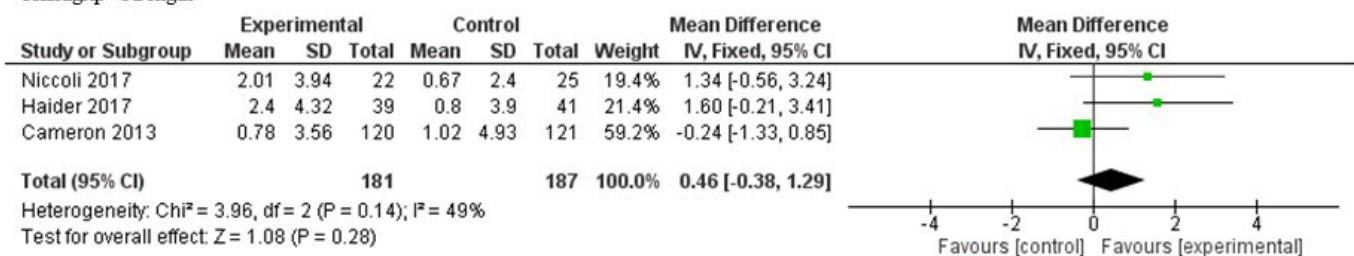 Experimental Control Mean Difference Mean Difference
Study or Subgroup Mean SD Total Mean SD Total Weight IV, Fixed, 95% CI IV, Fixed, 95% CI
Niccoli 2017 2.01 3.94 22 0.67 2.4 25 19.4% 1.34 [-0.56, 3.24]
Haider 2017 2.4 4.32 39 0.8 3.9 41 21.4% 1.60 [-0.21, 3.41]
Cameron 2013 0.78 3.56 120 1.02 4.93 121 59.2% -0.24 [-1.33, 0.85]
Total (95% CI) 181 187 100.0% 0.46 [-0.38, 1.29]
Heterogeneity: Chi² = 3.96, df = 2 (P = 0.14); I² = 49%
Test for overall effect: Z = 1.08 (P = 0.28)
-4 -2 0 2 4
Favours [control] Favours [experimental]